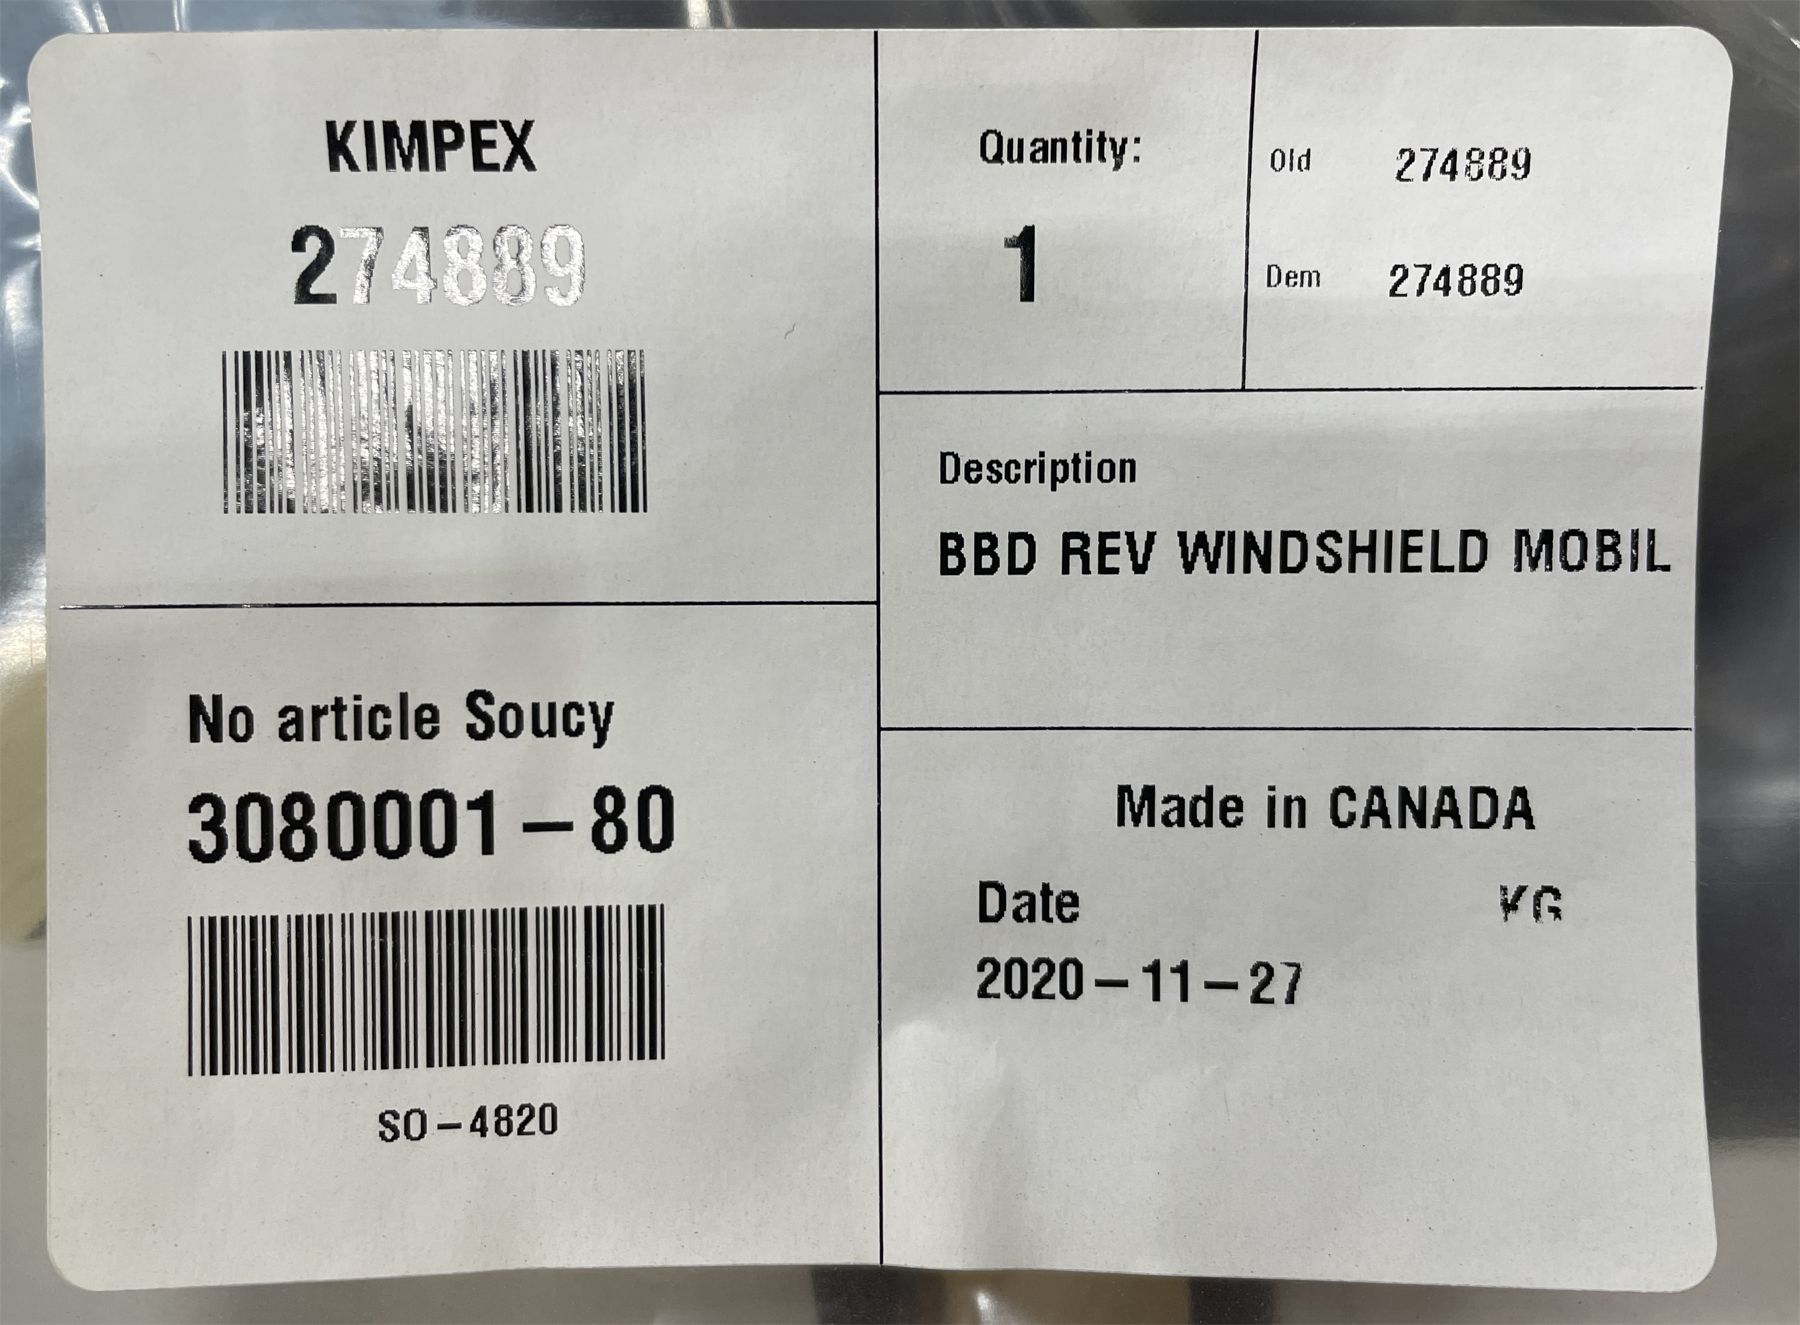 KIMPEX
274889
Quantity:
1
Old 274889
Dem 274889
Description
BBD REV WINDSHIELD MOBIL
No article Soucy
3080001-80
SO-4820
Made in CANADA
Date KG
2020-11-27